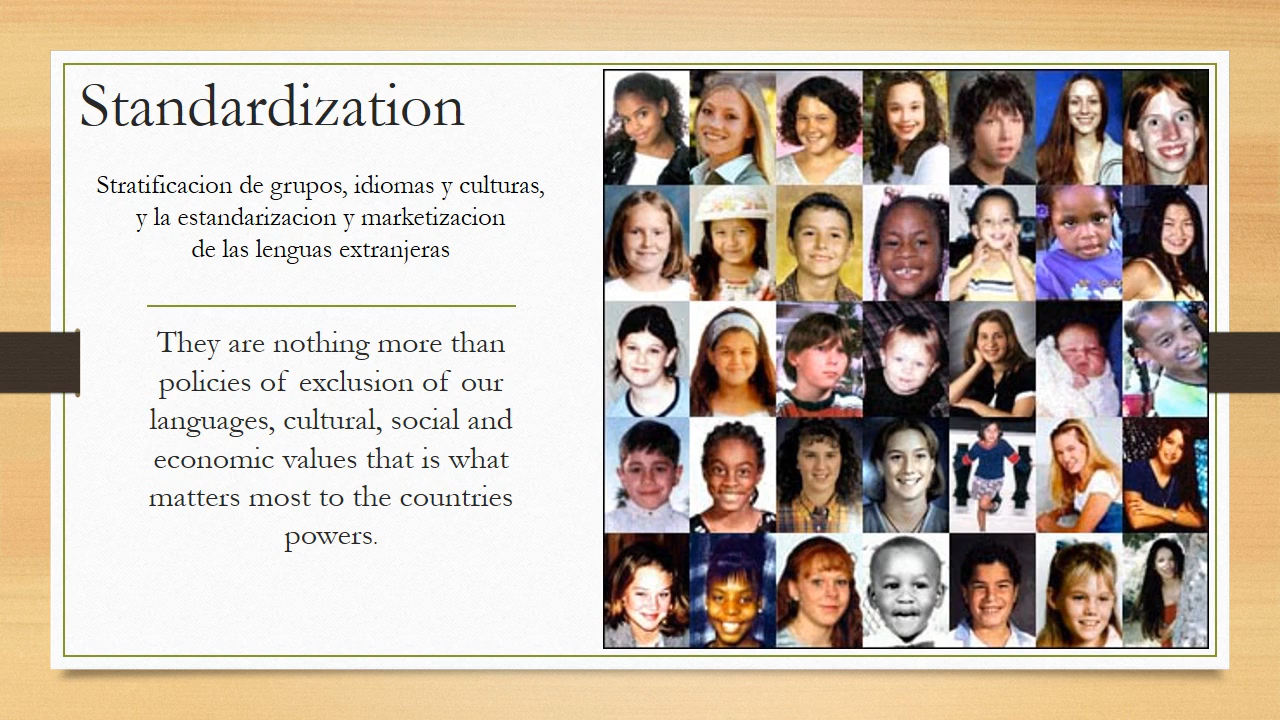 Standardization
Stratificacion de grupos, idiomas y culturas,
y la estandarizacion y marketizacion
de las lenguas extranjeras
They are nothing more than
policies of exclusion of our
languages, cultural, social and
economic values that is what
matters most to the countries
powers.